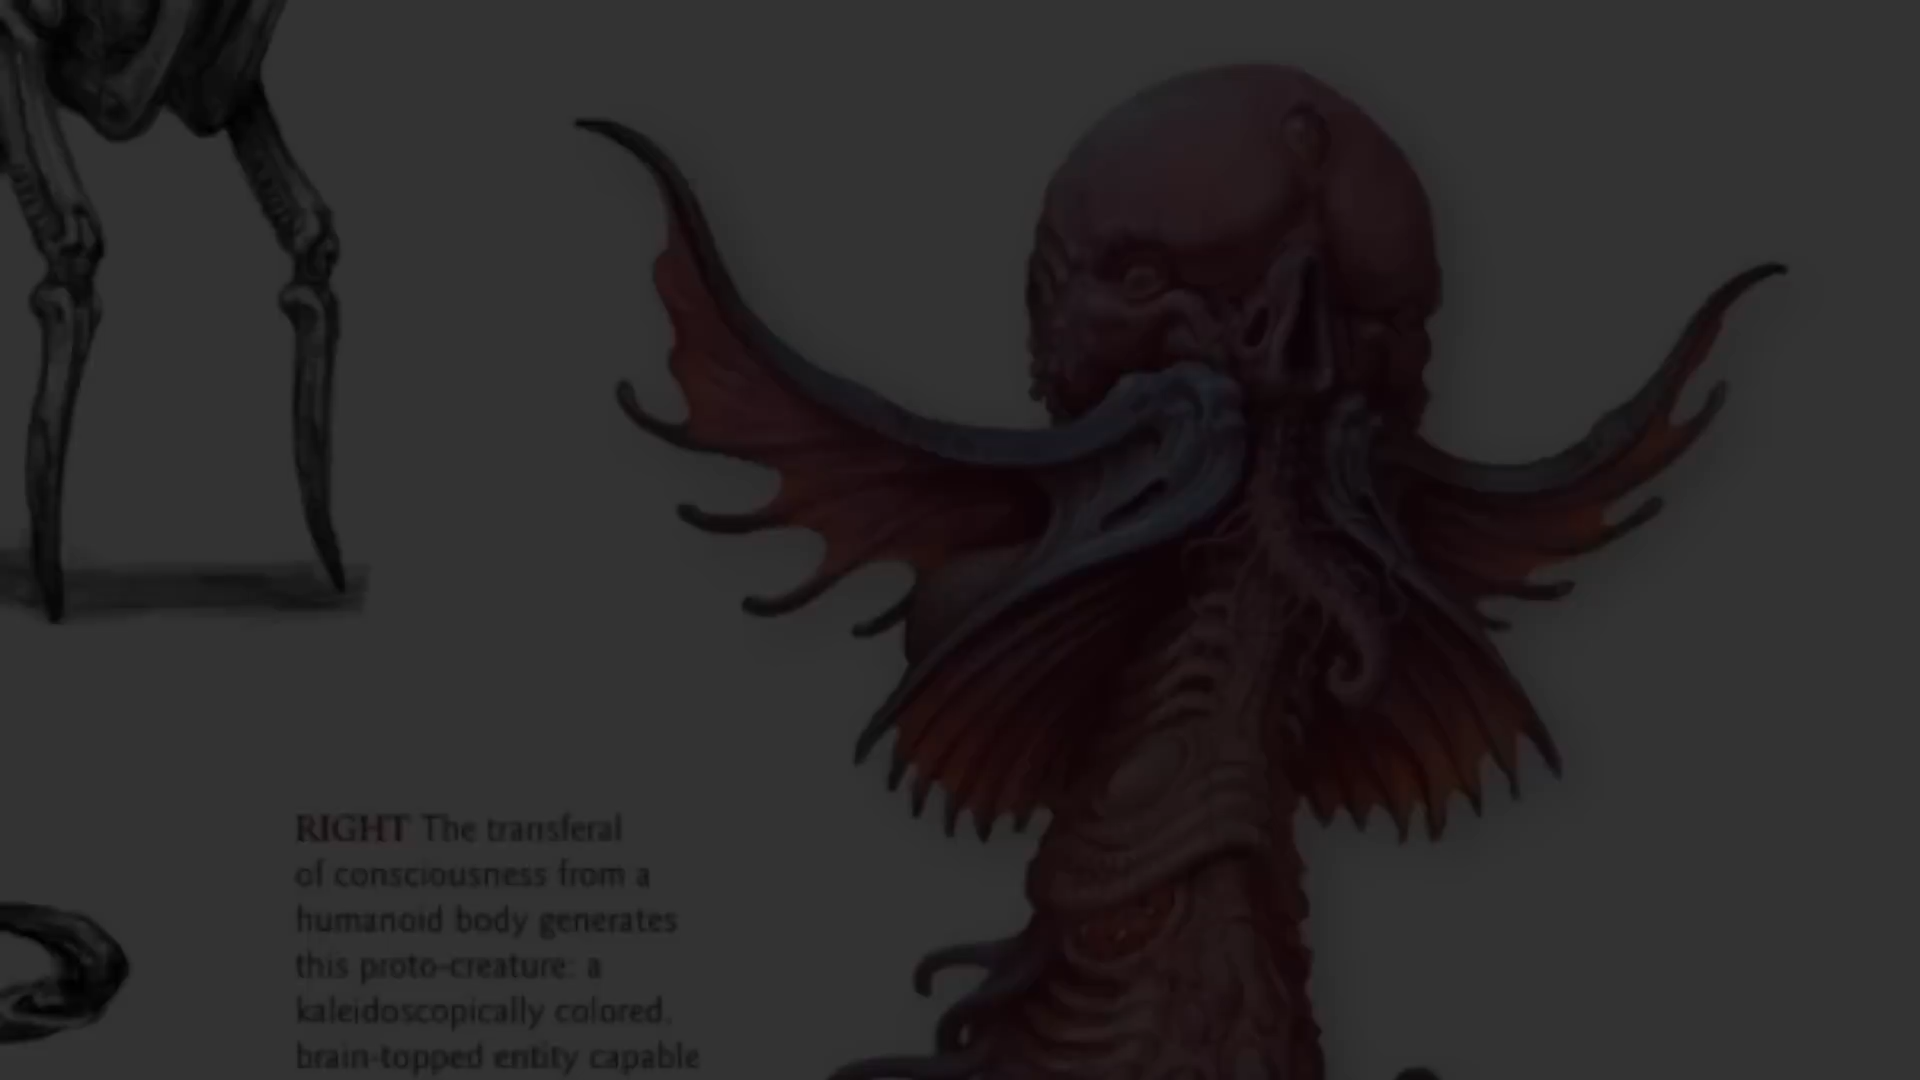 RIGHT The transferal
of consciousness from a
humanoid body generates
this proto-creature: a
kaleidoscopically colored,
brain-topped entity capable